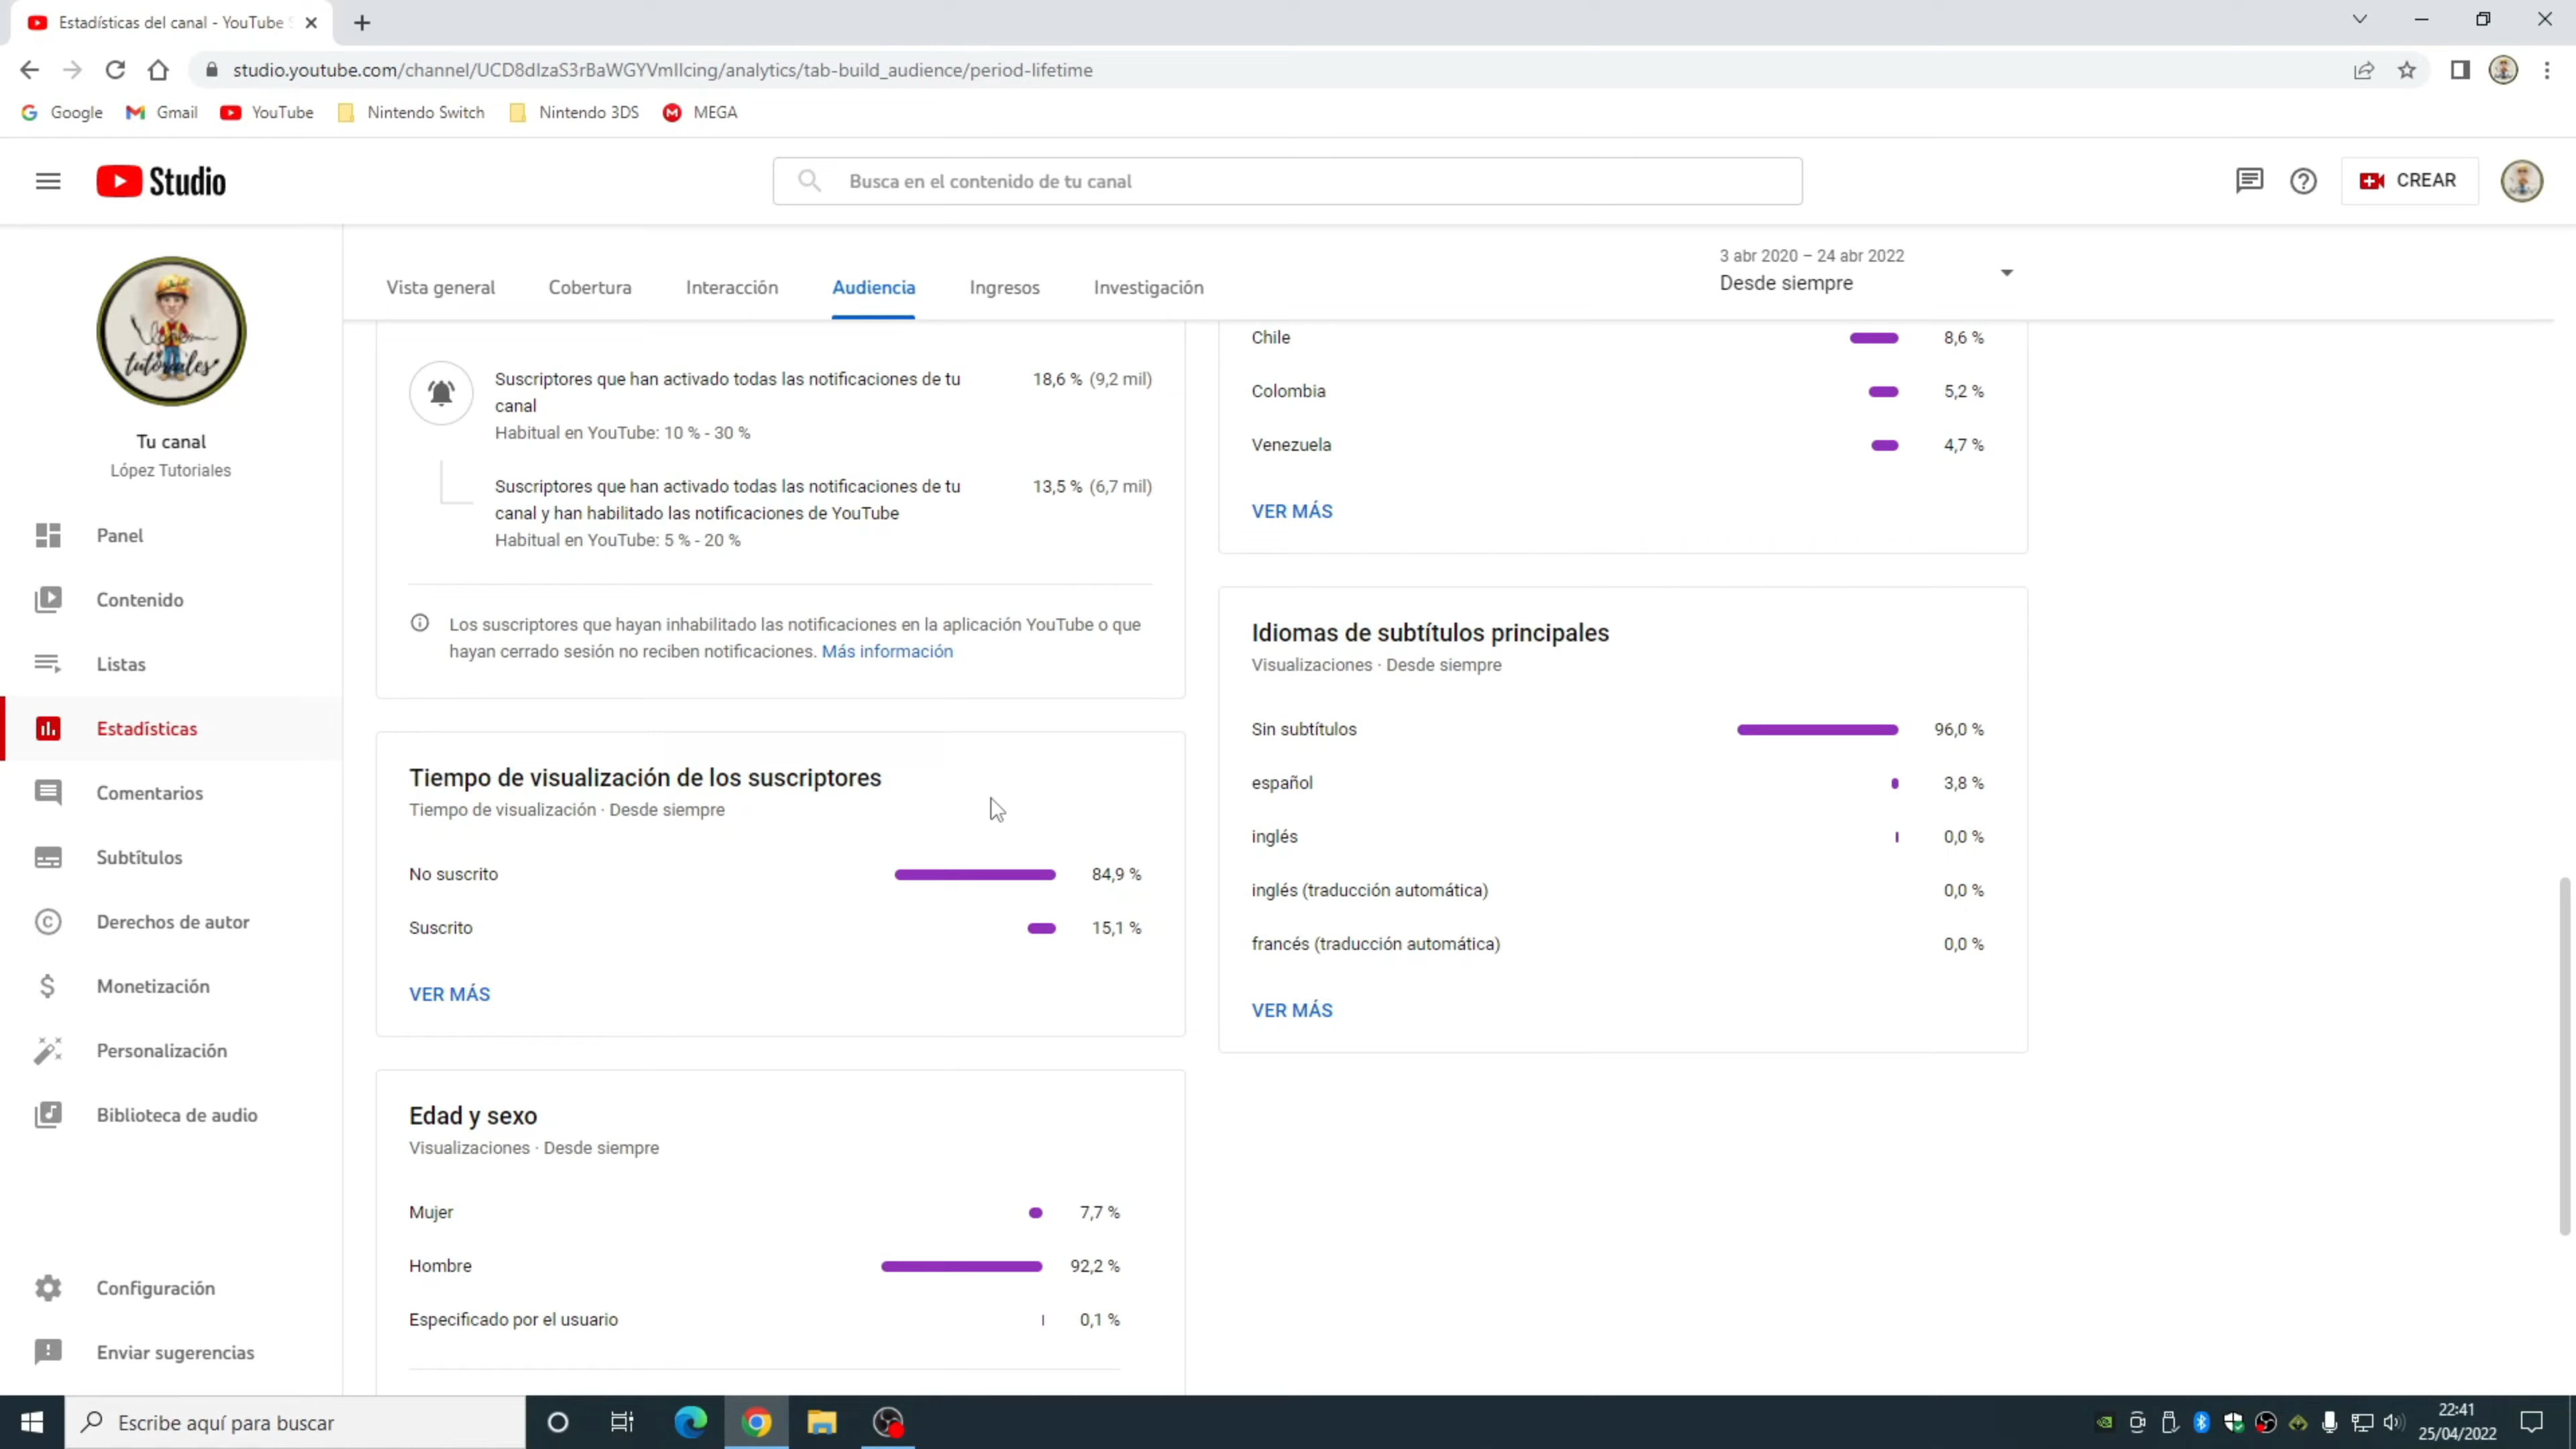 Estadísticas del canal - YouTube S
studio.youtube.com/channel/UCD8dIzaS3rBaWGYVmIlcing/analytics/tab-build_audience/period-lifetime
Google
Gmail
YouTube
Nintendo Switch
Nintendo 3DS
MEGA
Studio
Busca en el contenido de tu canal
CREAR
tutoriales
Tu canal
López Tutoriales
Panel
Contenido
Listas
Estadísticas
Comentarios
Subtítulos
Derechos de autor
Monetización
Personalización
Biblioteca de audio
Configuración
Enviar sugerencias
Vista general
Cobertura
Interacción
Audiencia
Ingresos
Investigación
3 abr 2020 – 24 abr 2022
Desde siempre
Suscriptores que han activado todas las notificaciones de tu
canal
18,6 % (9,2 mil)
Habitual en YouTube: 10 % - 30 %
Suscriptores que han activado todas las notificaciones de tu
canal y han habilitado las notificaciones de YouTube
13,5 % (6,7 mil)
Habitual en YouTube: 5 % - 20 %
Los suscriptores que hayan inhabilitado las notificaciones en la aplicación YouTube o que
hayan cerrado sesión no reciben notificaciones. Más información
Tiempo de visualización de los suscriptores
Tiempo de visualización · Desde siempre
No suscrito 84,9 %
Suscrito 15,1 %
VER MÁS
Edad y sexo
Visualizaciones · Desde siempre
Mujer 7,7 %
Hombre 92,2 %
Especificado por el usuario 0,1 %
Chile 8,6 %
Colombia 5,2 %
Venezuela 4,7 %
VER MÁS
Idiomas de subtítulos principales
Visualizaciones · Desde siempre
Sin subtítulos 96,0 %
español 3,8 %
inglés 0,0 %
inglés (traducción automática) 0,0 %
francés (traducción automática) 0,0 %
VER MÁS
Escribe aquí para buscar
22:41
25/04/2022